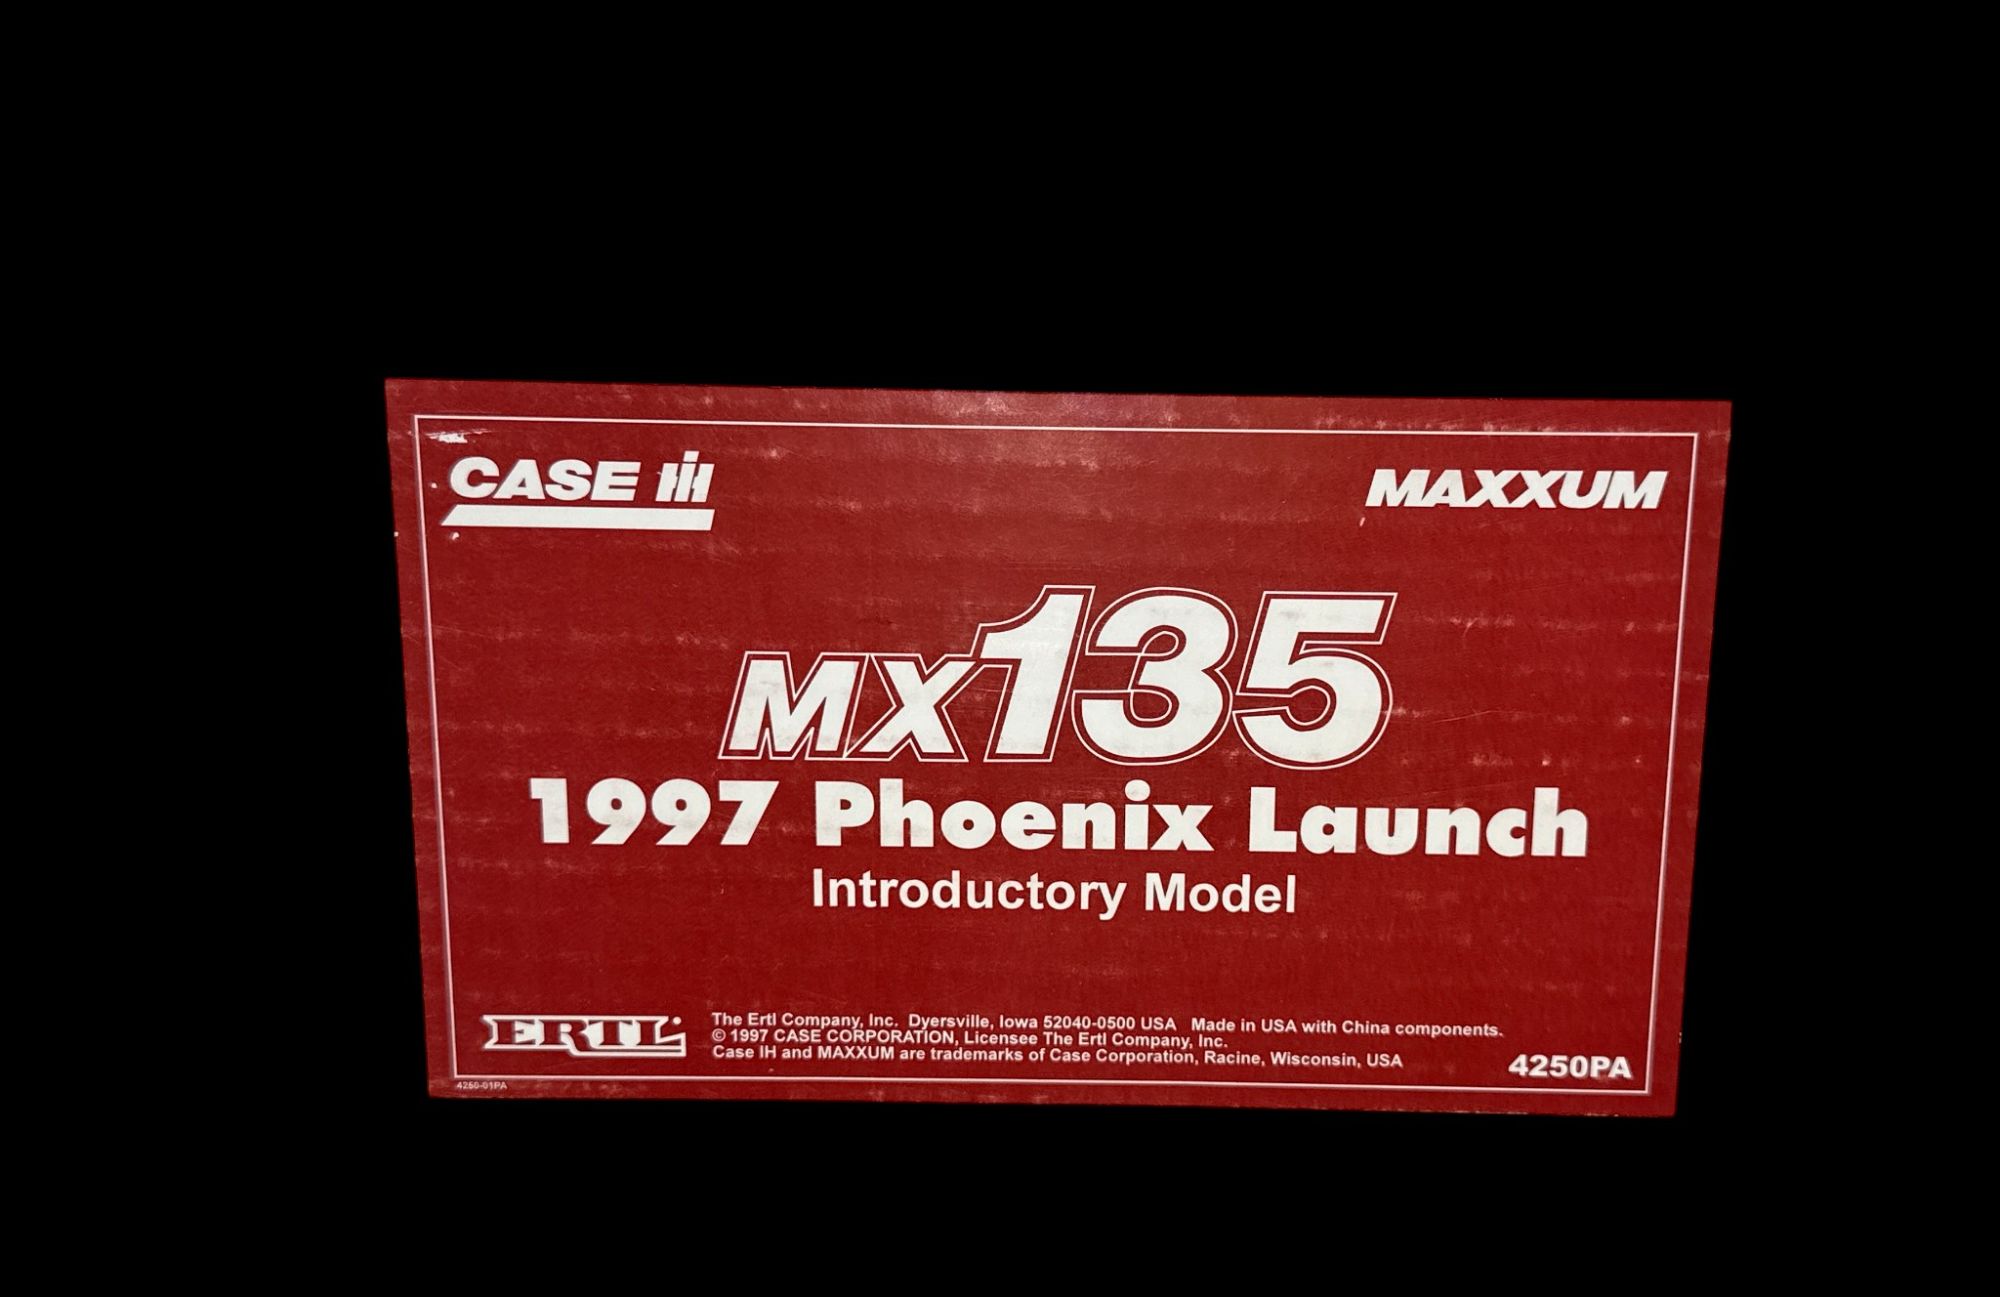 CASE IH
MAXXUM
MX135
1997 Phoenix Launch
Introductory Model
ERTL
The Ertl Company, Inc. Dyersville, Iowa 52040-0500 USA Made in USA with China components.
© 1997 CASE CORPORATION, Licensee The Ertl Company, Inc.
Case IH and MAXXUM are trademarks of Case Corporation, Racine, Wisconsin, USA
4250PA
4250-01PA